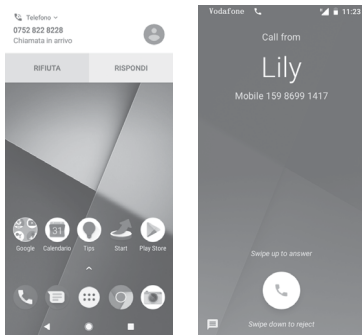 Telefono
0752 822 8228
Chiamata in arrivo
RIFIUTA RISPONDI
31
Google Calendario Tips Start Play Store
Vodafone 11:23
Call from
Lily
Mobile 159 8699 1417
Swipe up to answer
Swipe down to reject